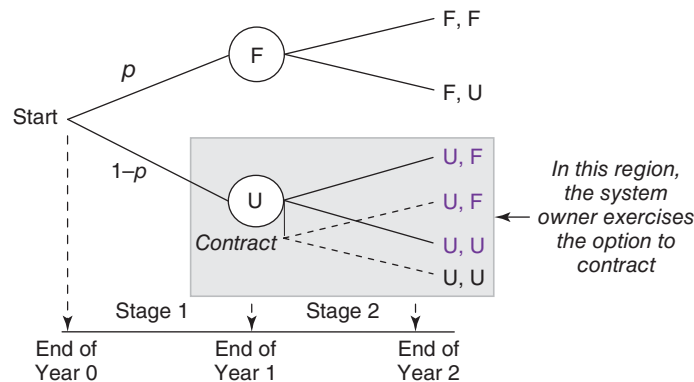 F, F
F
p
F, U
Start
1–p
U, F
U
U, F
Contract
U, U
U, U
In this region,
the system
owner exercises
the option to
contract
Stage 1
Stage 2
End of
Year 0
End of
Year 1
End of
Year 2